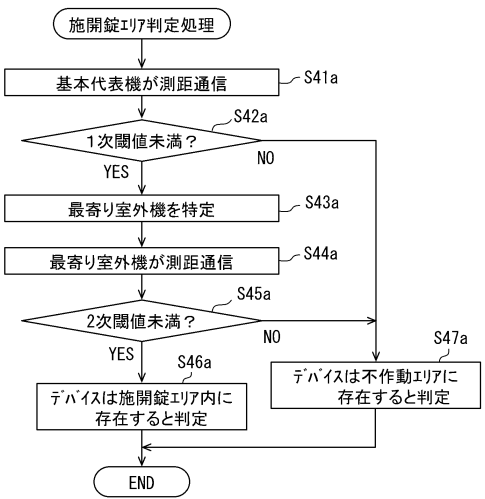 施開錠ｴﾘｱ判定処理
基本代表機が測距通信
S41a
S42a
1次閾値未満？
NO
YES
最寄り室外機を特定
S43a
最寄り室外機が測距通信
S44a
S45a
2次閾値未満？
NO
YES
S46a
S47a
ﾃﾞﾊﾞｲｽは施開錠エリア内に
存在すると判定
ﾃﾞﾊﾞｲｽは不作動エリアに
存在すると判定
END